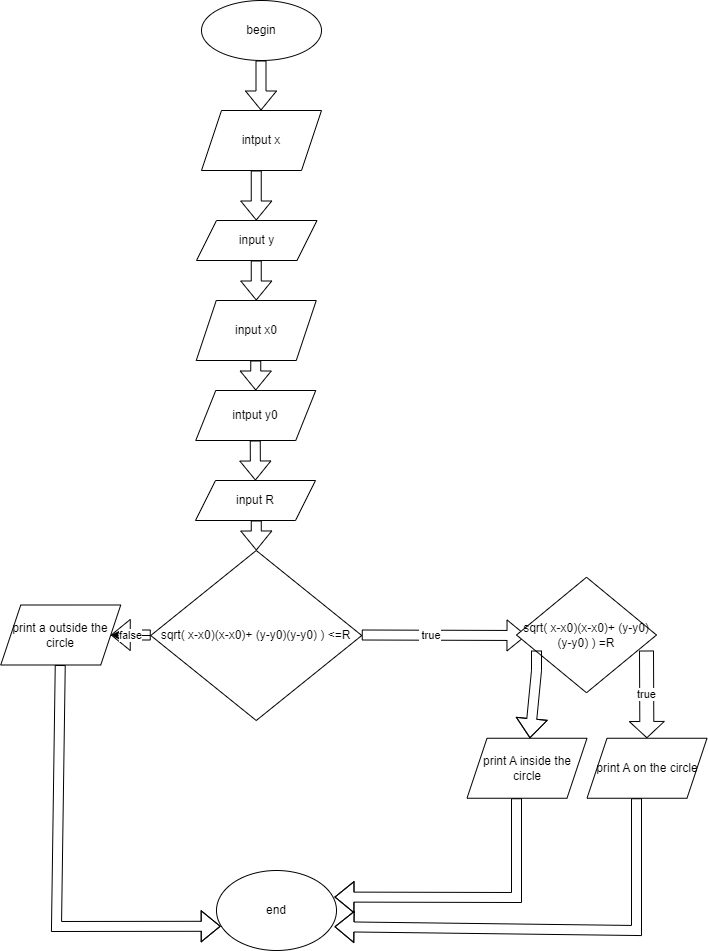 begin
intput x
input y
input x0
intput y0
input R
sqrt( x-x0)(x-x0)+ (y-y0)(y-y0) ) <=R
false
print a outside the
circle
true
sqrt( x-x0)(x-x0)+ (y-y0)
(y-y0) ) =R
true
print A inside the
circle
print A on the circle
end